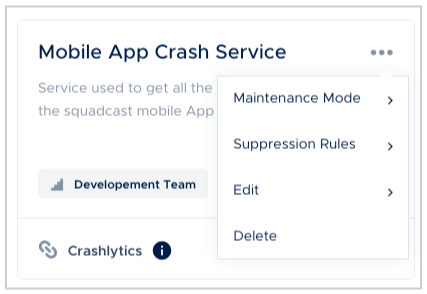 Mobile App Crash Service
Service used to get all the
the squadcast mobile App
Maintenance Mode
Suppression Rules
Edit
Delete
Developement Team
Crashlytics